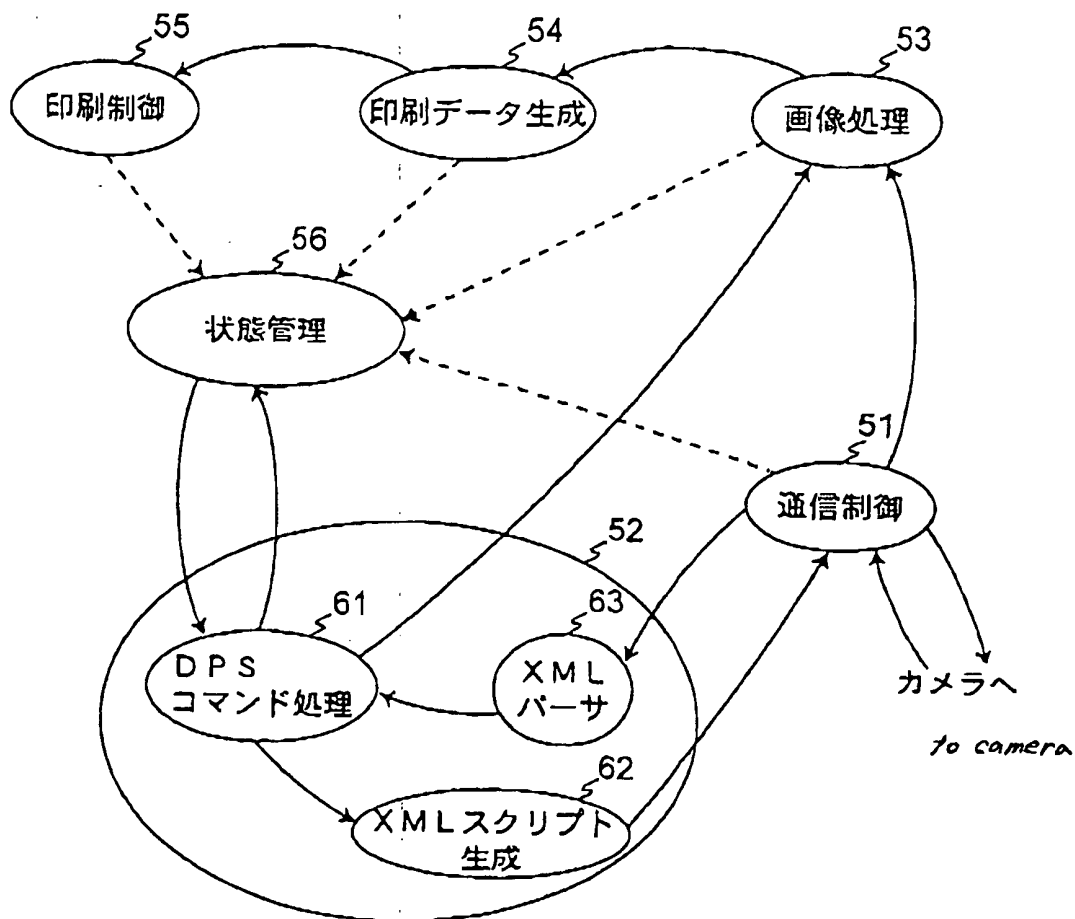 55
54
53
印刷制御
印刷データ生成
画像処理
56
状態管理
51
通信制御
52
61
63
DPS
コマンド処理
XML
パーサ
カメラへ
to camera
62
XMLスクリプト
生成